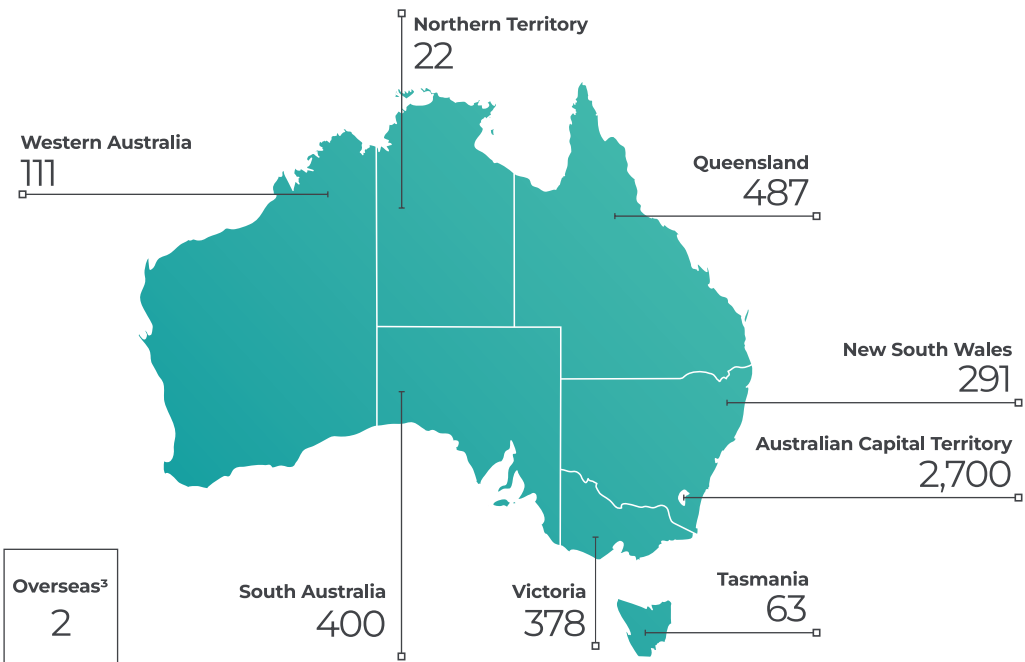 Northern Territory
22
Western Australia
111
Queensland
487
New South Wales
291
Australian Capital Territory
2,700
Tasmania
63
Victoria
378
South Australia
400
Overseas³
2